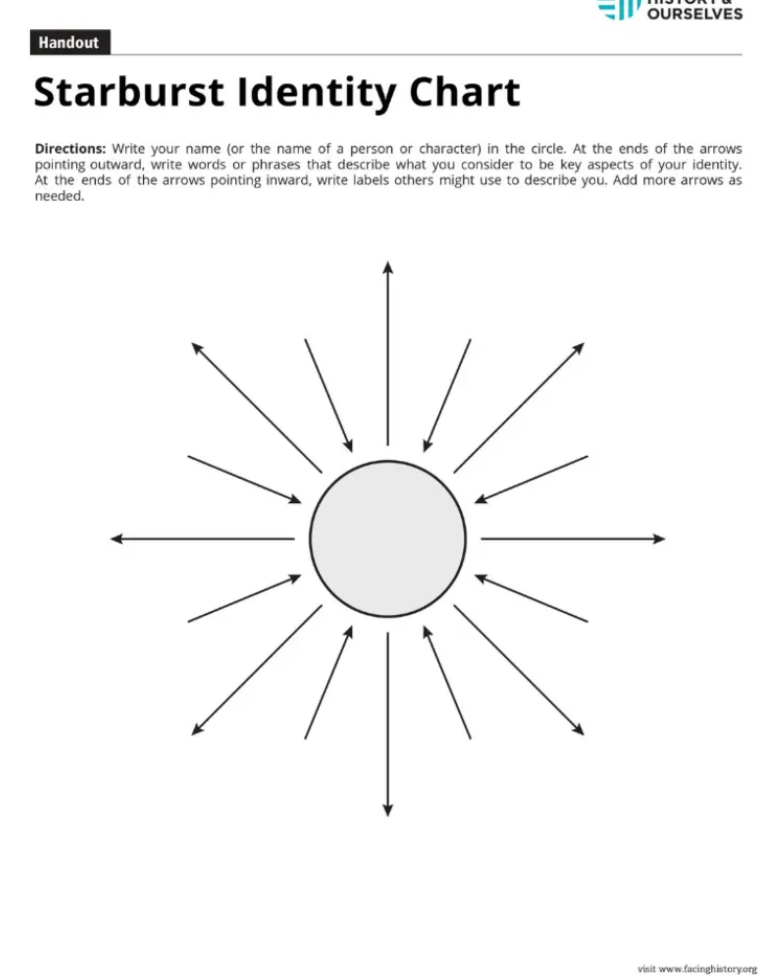 OURSELVES
Handout
Starburst Identity Chart
Directions: Write your name (or the name of a person or character) in the circle. At the ends of the arrows
pointing outward, write words or phrases that describe what you consider to be key aspects of your identity.
At the ends of the arrows pointing inward, write labels others might use to describe you. Add more arrows as
needed.
visit www.facinghistory.org